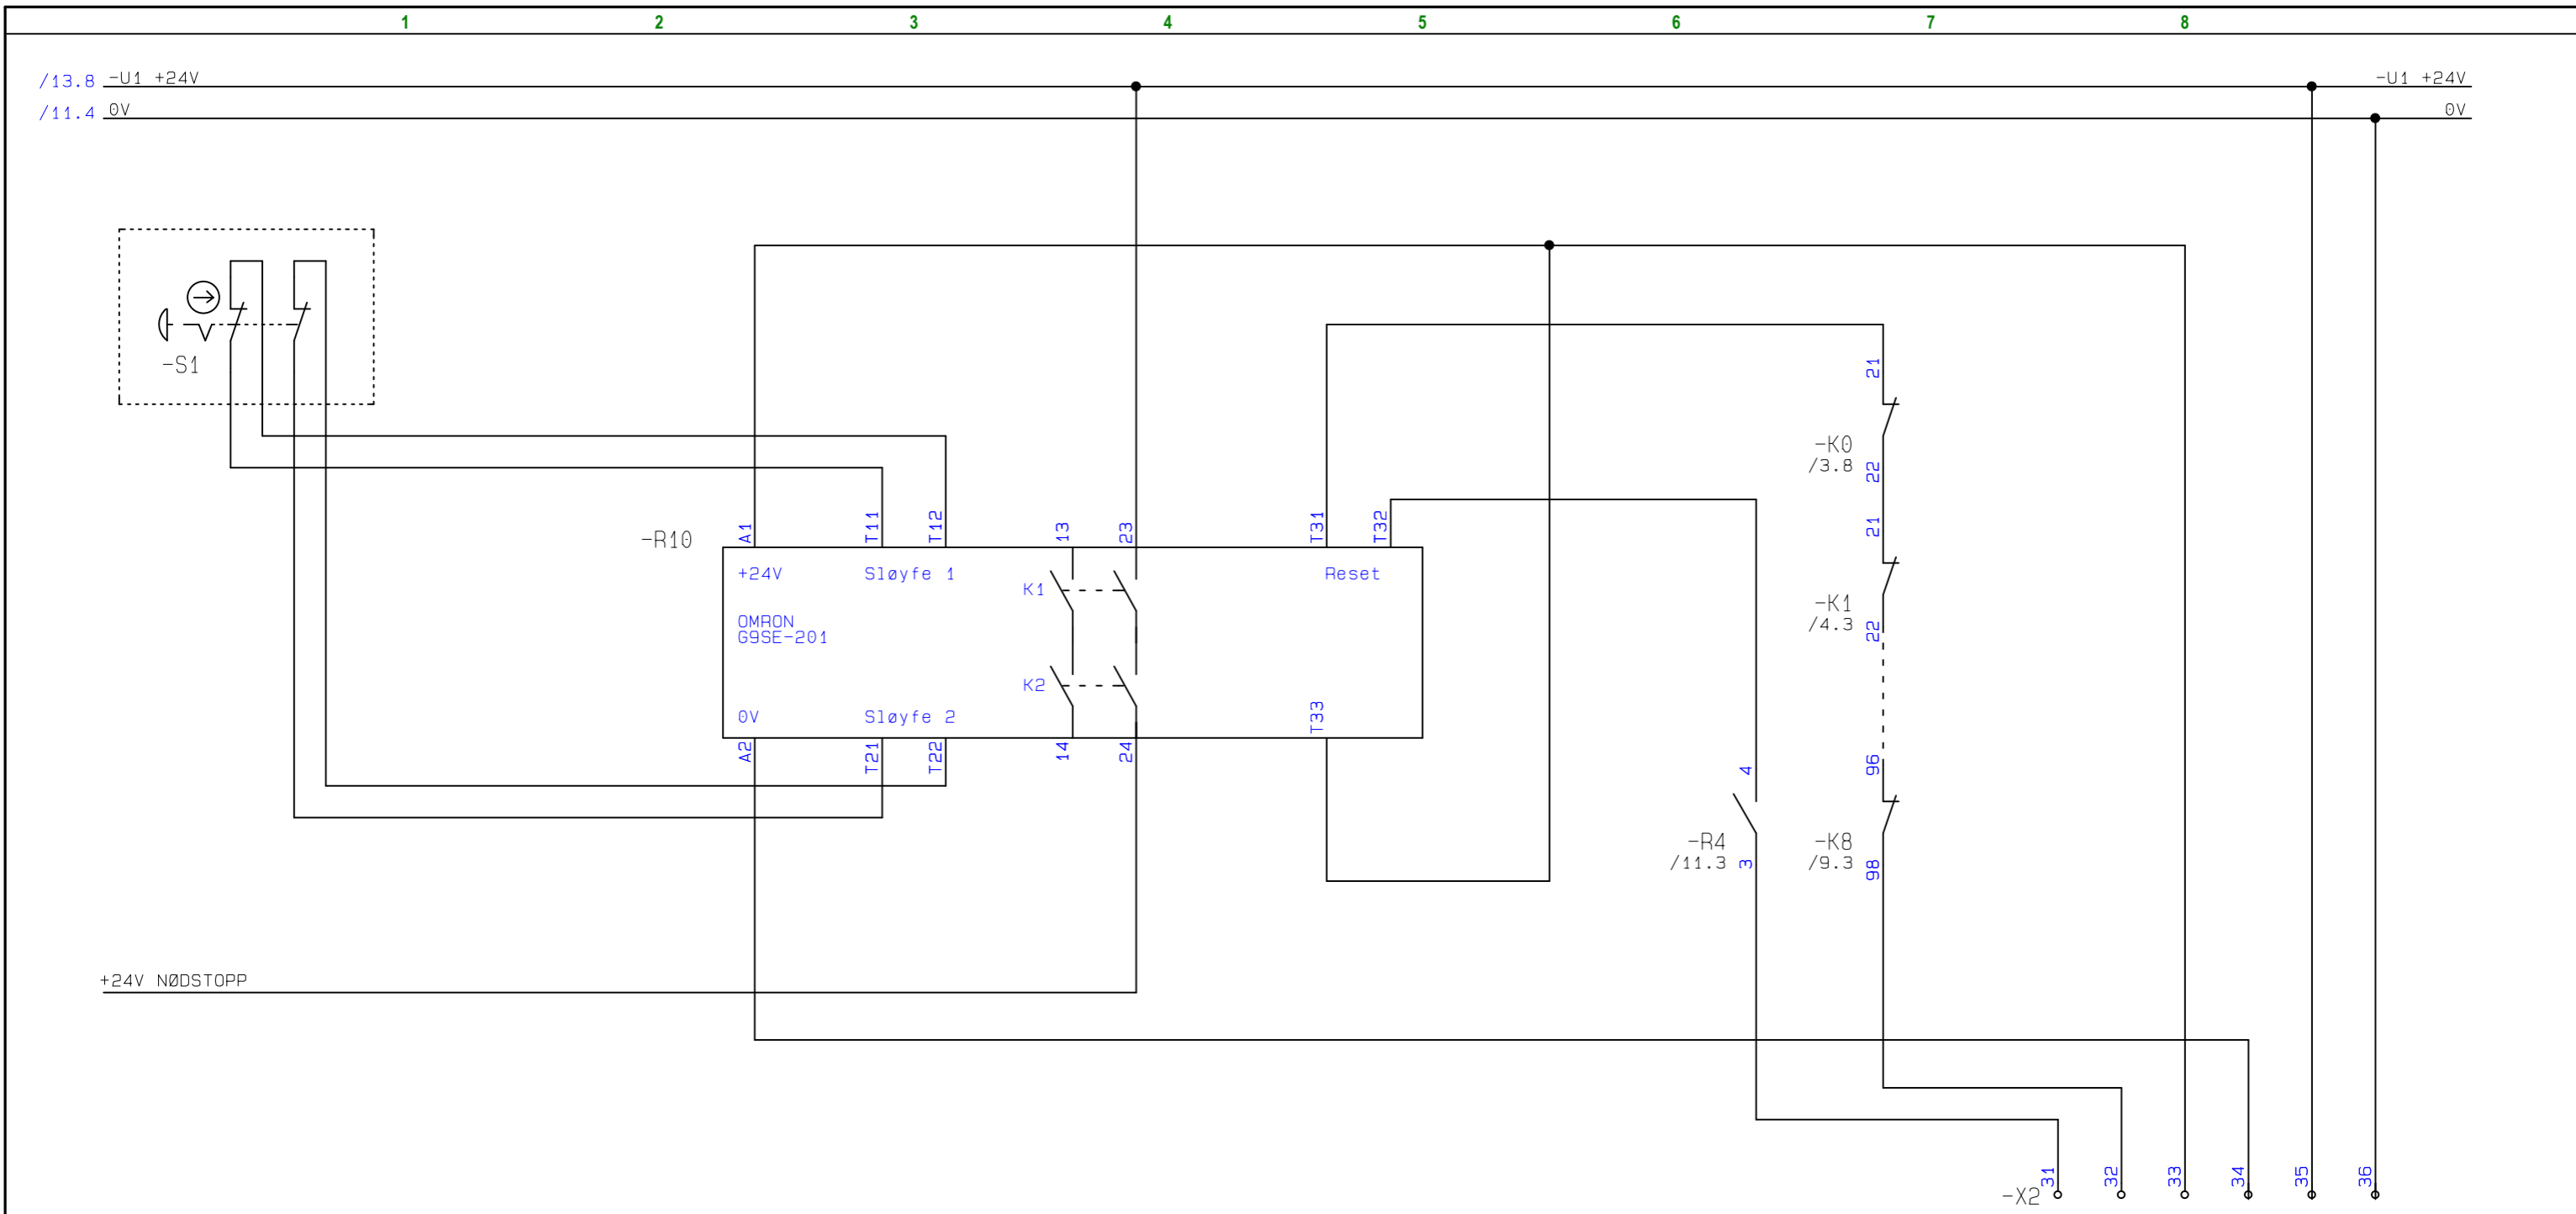 1 2 3 4 5 6 7 8
/13.8 -U1 +24V -U1 +24V
/11.4 0V 0V
-S1
21
-K0
/3.8 22
-R10 A1 T11 T12 13 23 T31 T32 21
+24V Sløyfe 1 Reset
K1
-K1
/4.3 22
OMRON
G9SE-201
K2
0V Sløyfe 2 T33
A2 T21 T22 14 24
4 96
-R4 -K8
/11.3 3 /9.3 98
+24V NØDSTOPP
-X2 31 32 33 34 35 36